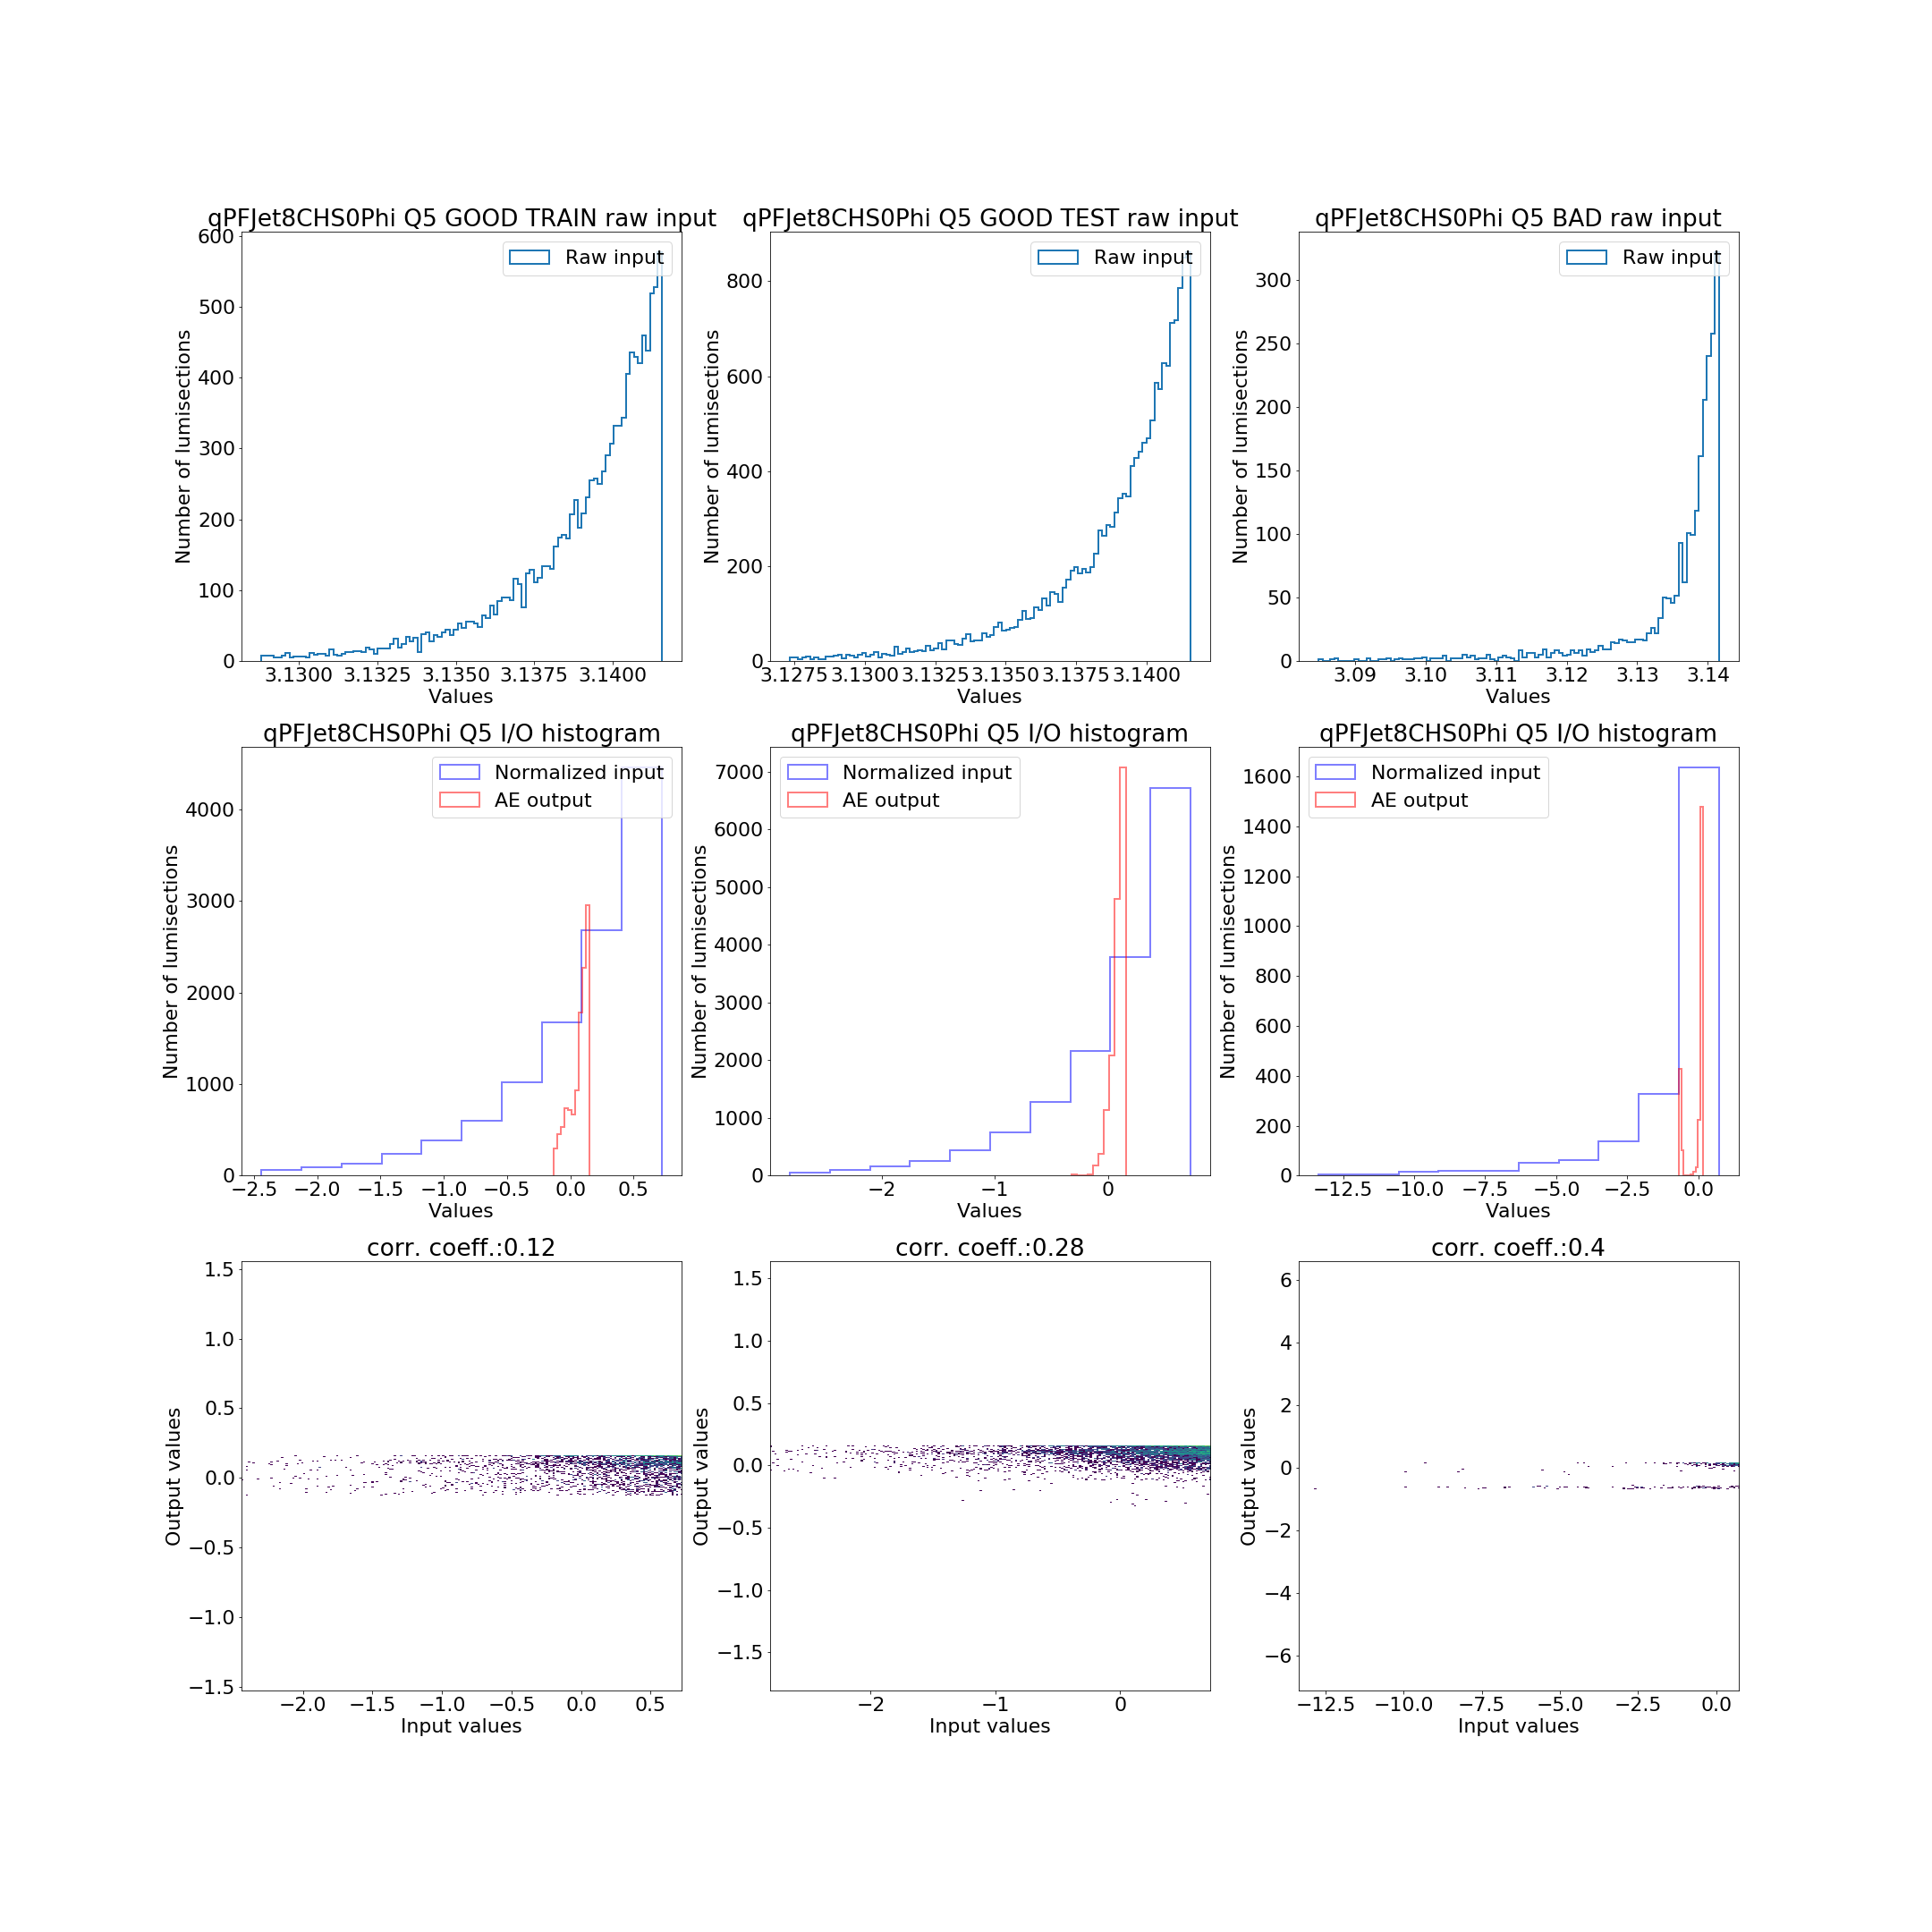 qPFJet8CHS0Phi Q5 GOOD TRAIN raw input
600
500
400
300
200
100
0
Number of lumisections
Raw input
3.1300 3.1325 3.1350 3.1375 3.1400
Values
qPFJet8CHS0Phi Q5 GOOD TEST raw input
800
600
400
200
0
Number of lumisections
Raw input
3.1275 3.1300 3.1325 3.1350 3.1375 3.1400
Values
qPFJet8CHS0Phi Q5 BAD raw input
300
250
200
150
100
50
0
Number of lumisections
Raw input
3.09 3.10 3.11 3.12 3.13 3.14
Values
qPFJet8CHS0Phi Q5 I/O histogram
4000
3000
2000
1000
0
Number of lumisections
Normalized input
AE output
−2.5 −2.0 −1.5 −1.0 −0.5 0.0 0.5
Values
qPFJet8CHS0Phi Q5 I/O histogram
7000
6000
5000
4000
3000
2000
1000
0
Number of lumisections
Normalized input
AE output
−2 −1 0
Values
qPFJet8CHS0Phi Q5 I/O histogram
1600
1400
1200
1000
800
600
400
200
0
Number of lumisections
Normalized input
AE output
−12.5 −10.0 −7.5 −5.0 −2.5 0.0
Values
corr. coeff.:0.12
1.5
1.0
0.5
0.0
−0.5
−1.0
−1.5
Output values
−2.0 −1.5 −1.0 −0.5 0.0 0.5
Input values
corr. coeff.:0.28
1.5
1.0
0.5
0.0
−0.5
−1.0
−1.5
Output values
−2 −1 0
Input values
corr. coeff.:0.4
6
4
2
0
−2
−4
−6
Output values
−12.5 −10.0 −7.5 −5.0 −2.5 0.0
Input values